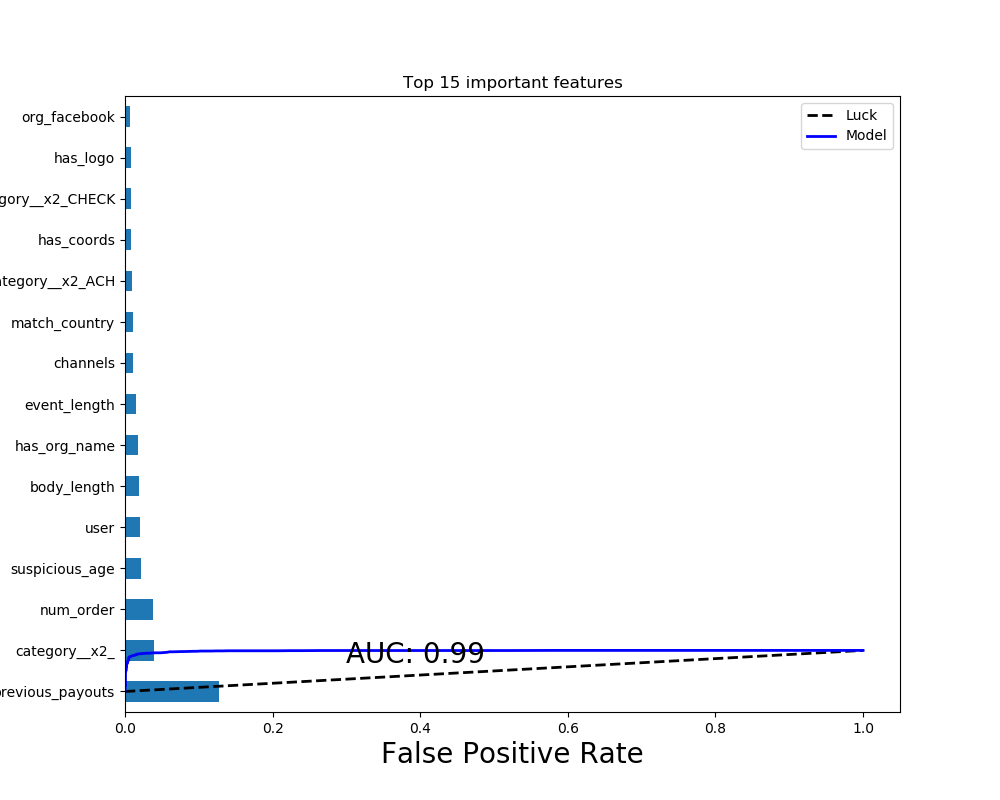 Top 15 important features
Luck
Model
org_facebook
has_logo
gory__x2_CHECK
has_coords
ategory__x2_ACH
match_country
channels
event_length
has_org_name
body_length
user
suspicious_age
num_order
category__x2_
AUC: 0.99
revious_payouts
0.0 0.2 0.4 0.6 0.8 1.0
False Positive Rate